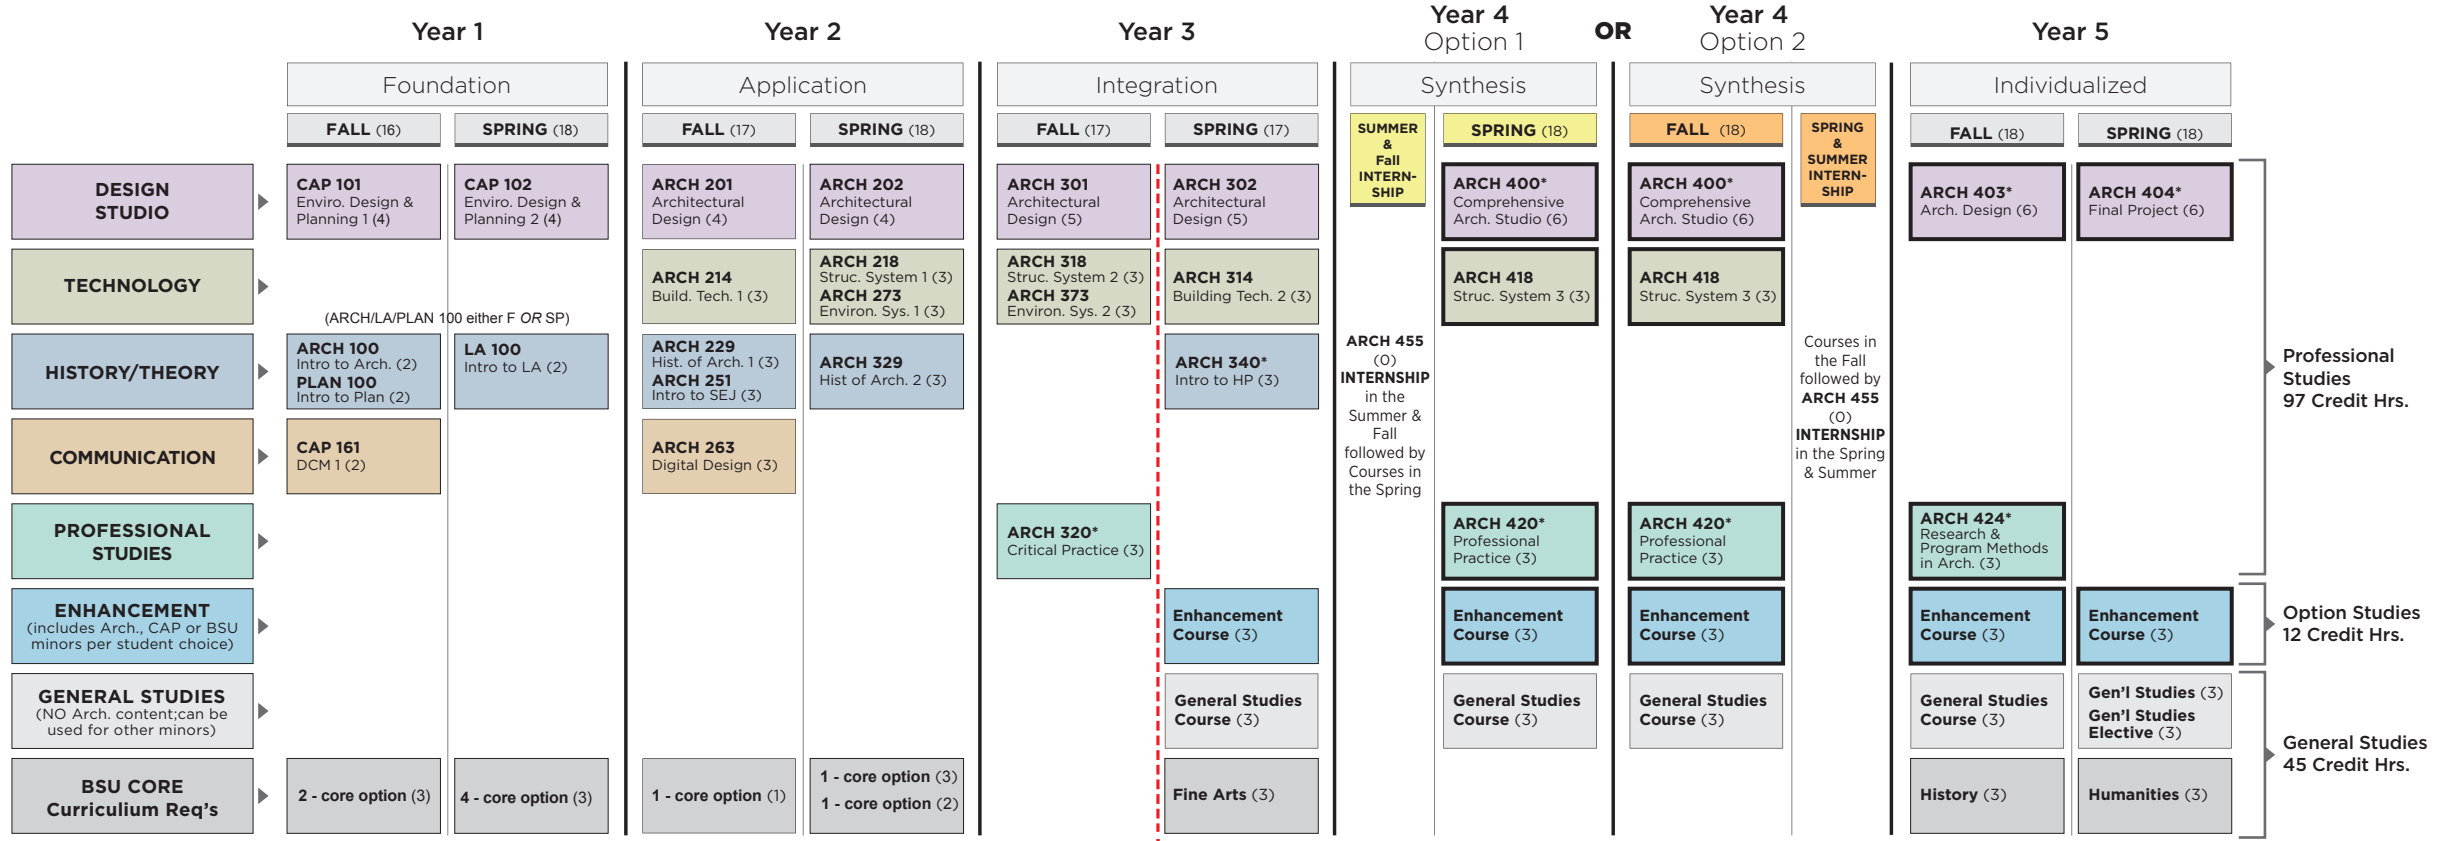 Year 1
Year 2
Year 3
Year 4
Option 1
OR
Year 4
Option 2
Year 5
Foundation
Application
Integration
Synthesis
Synthesis
Individualized
FALL (16)
SPRING (18)
FALL (17)
SPRING (18)
FALL (17)
SPRING (17)
SUMMER
&
Fall
INTERN-
SHIP
SPRING (18)
FALL (18)
SPRING
&
SUMMER
INTERN-
SHIP
FALL (18)
SPRING (18)
DESIGN
STUDIO
CAP 101
Enviro. Design &
Planning 1 (4)
CAP 102
Enviro. Design &
Planning 2 (4)
ARCH 201
Architectural
Design (4)
ARCH 202
Architectural
Design (4)
ARCH 301
Architectural
Design (5)
ARCH 302
Architectural
Design (5)
ARCH 400*
Comprehensive
Arch. Studio (6)
ARCH 400*
Comprehensive
Arch. Studio (6)
ARCH 403*
Arch. Design (6)
ARCH 404*
Final Project (6)
TECHNOLOGY
ARCH 214
Build. Tech. 1 (3)
ARCH 218
Struc. System 1 (3)
ARCH 273
Environ. Sys. 1 (3)
ARCH 318
Struc. System 2 (3)
ARCH 373
Environ. Sys. 2 (3)
ARCH 314
Building Tech. 2 (3)
ARCH 418
Struc. System 3 (3)
ARCH 418
Struc. System 3 (3)
(ARCH/LA/PLAN 100 either F OR SP)
HISTORY/THEORY
ARCH 100
Intro to Arch. (2)
PLAN 100
Intro to Plan (2)
LA 100
Intro to LA (2)
ARCH 229
Hist. of Arch. 1 (3)
ARCH 251
Intro to SEJ (3)
ARCH 329
Hist of Arch. 2 (3)
ARCH 340*
Intro to HP (3)
ARCH 455
(0)
INTERNSHIP
in the
Summer &
Fall
followed by
Courses in
the Spring
Courses in
the Fall
followed by
ARCH 455
(0)
INTERNSHIP
in the Spring
& Summer
Professional
Studies
97 Credit Hrs.
COMMUNICATION
CAP 161
DCM 1 (2)
ARCH 263
Digital Design (3)
PROFESSIONAL
STUDIES
ARCH 320*
Critical Practice (3)
ARCH 420*
Professional
Practice (3)
ARCH 420*
Professional
Practice (3)
ARCH 424*
Research &
Program Methods
in Arch. (3)
ENHANCEMENT
(includes Arch., CAP or BSU
minors per student choice)
Enhancement
Course (3)
Enhancement
Course (3)
Enhancement
Course (3)
Enhancement
Course (3)
Enhancement
Course (3)
Option Studies
12 Credit Hrs.
GENERAL STUDIES
(NO Arch. content;can be
used for other minors)
General Studies
Course (3)
General Studies
Course (3)
General Studies
Course (3)
General Studies
Course (3)
Gen'l Studies (3)
Gen'l Studies
Elective (3)
General Studies
45 Credit Hrs.
BSU CORE
Curriculium Req's
2 - core option (3)
4 - core option (3)
1 - core option (1)
1 - core option (3)
1 - core option (2)
Fine Arts (3)
History (3)
Humanities (3)